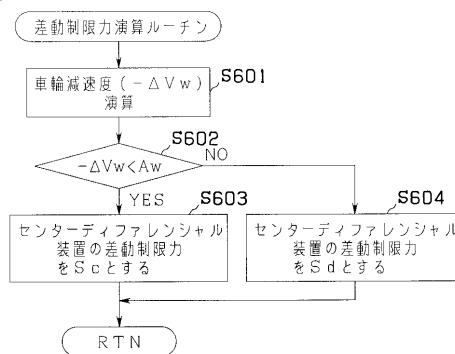 差動制限力演算ルーチン
S601
車輪減速度(-ΔVw)
演算
S602
-ΔVw<Aw
NO
YES
S603
センターディファレンシャル
装置の差動制限力
をScとする
S604
センターディファレンシャル
装置の差動制限力
をSdとする
RTN